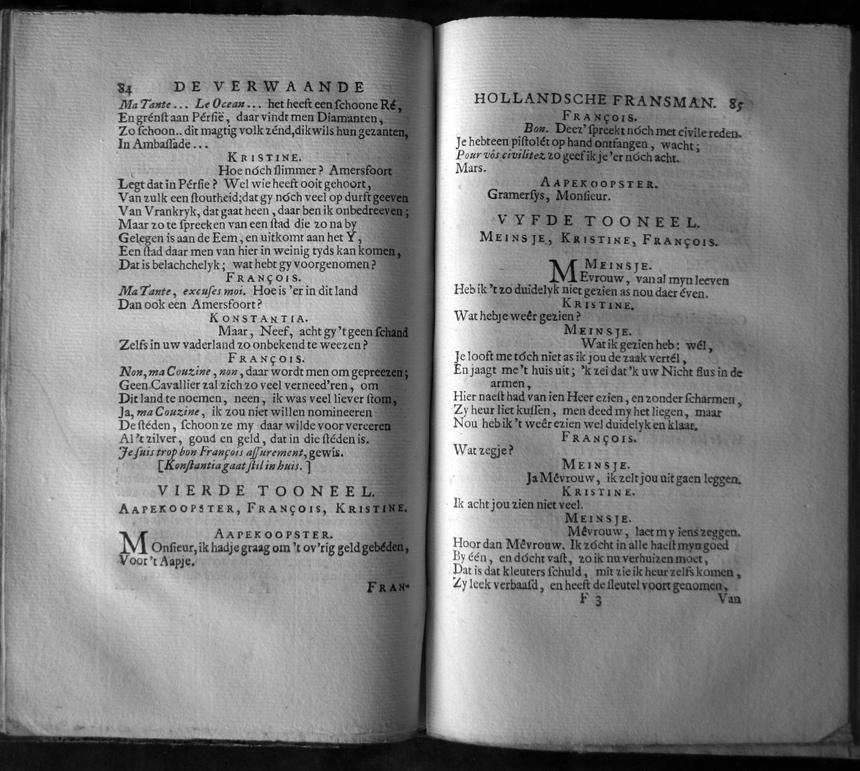 84 DE VERWAANDE
Ma Tante... Le Ocean... het heeft een schoone Ré,
En grénst aan Pérsië, daar vindt men Diamanten,
Zo schoon.. dit magtig volk zénd, dikwils hun gezanten,
In Ambassade...
KRISTINE.
Hoe nóch slimmer? Amersfoort
Legt dat in Pérsie? Wel wie heeft ooit gehoort,
Van zulk een stoutheid; dat gy nóch veel op durft geeven
Van Vrankryk, dat gaat heen, daar ben ik onbedreeven;
Maar zo te spreeken van een stad die zo na by
Gelegen is aan de Eem, en uitkomt aan het Y,
Een stad daar men van hier in weinig tyds kan komen,
Dat is belachchelyk; wat hebt gy voorgenomen?
FRANÇOIS.
Ma Tante, excuses moi. Hoe is 'er in dit land
Dan ook een Amersfoort?
KONSTANTIA.
Maar, Neef, acht gy 't geen schand
Zelfs in uw vaderland zo onbekend te weezen?
FRANÇOIS.
Non, ma Couzine, non, daar wordt men om gepreezen;
Geen Cavallier zal zich zo veel verneed'ren, om
Dit land te noemen, neen, ik was veel liever stom,
Ja, ma Couzine, ik zou niet willen nomineeren
De stéden, schoon ze my daar wilde voor vereeren
Al 't zilver, goud en geld, dat in die stéden is.
Je suis trop bon François assurement, gewis.
[Konstantia gaat stil in huis.]
VIERDE TOONEEL.
AAPEKOOPSTER, FRANÇOIS, KRISTINE.
AAPEKOOPSTER.
MOnsieur, ik hadje graag om 't ov'rig geld gebéden,
Voor 't Aapje.
FRAN-
HOLLANDSCHE FRANSMAN. 85
FRANÇOIS.
Bon. Deez' spreekt nóch met civile reden.
Je hebt een pistolét op hand ontfangen, wacht;
Pour vos civilitez zo geef ik je 'er nóch acht.
Mars.
AAPEKOOPSTER.
Gramersys, Monsieur.
VYFDE TOONEEL.
MEINSJE, KRISTINE, FRANÇOIS.
MEINSJE.
MEvrouw, van al myn leeven
Heb ik 't zo duidelyk niet gezien as nou daer éven.
KRISTINE.
Wat hebje weêr gezien?
MEINSJE.
Wat ik gezien heb: wél,
Je looft me tóch niet as ik jou de zaak vertél,
En jaagt me 't huis uit; 'k zei dat 'k uw Nicht flus in de
armen,
Hier naest had van ien Heer ezien, en zonder scharmen,
Zy heur liet kussen, men deed my het liegen, maar
Nou heb ik 't weêr ezien wel duidelyk en klaar.
FRANÇOIS.
Wat zegje?
MEINSJE.
Ja Mêvrouw, ik zelt jou uit gaen leggen.
KRISTINE.
Ik acht jou zien niet veel.
MEINSJE.
Mêvrouw, laet my iens zeggen.
Hoor dan Mêvrouw. Ik zócht in alle haest myn goed
By één, en dócht vast, zo ik nu verhuizen moet,
Dat is dat kleuters schuld, mit zie ik heur zelfs komen,
Zy leek verbaasd, en heeft de sleutel voort genomen,
F 3 Van